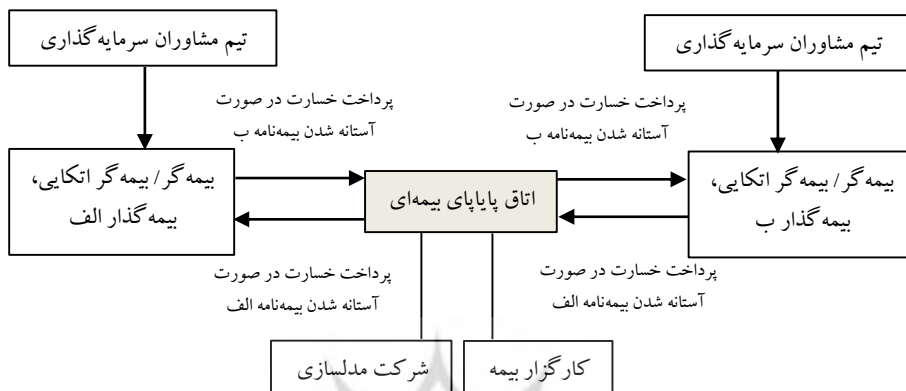 تیم مشاوران سرمایه‌گذاری
تیم مشاوران سرمایه‌گذاری
پرداخت خسارت در صورت
آستانه شدن بیمه‌نامه ب
پرداخت خسارت در صورت
آستانه شدن بیمه‌نامه ب
بیمه‌گر/ بیمه‌گر اتکایی،
بیمه‌گذار ب
اتاق پایاپای بیمه‌ای
بیمه‌گر/ بیمه‌گر اتکایی،
بیمه‌گذار الف
پرداخت خسارت در صورت
آستانه شدن بیمه‌نامه الف
پرداخت خسارت در صورت
آستانه شدن بیمه‌نامه الف
کارگزار بیمه
شرکت مدلسازی